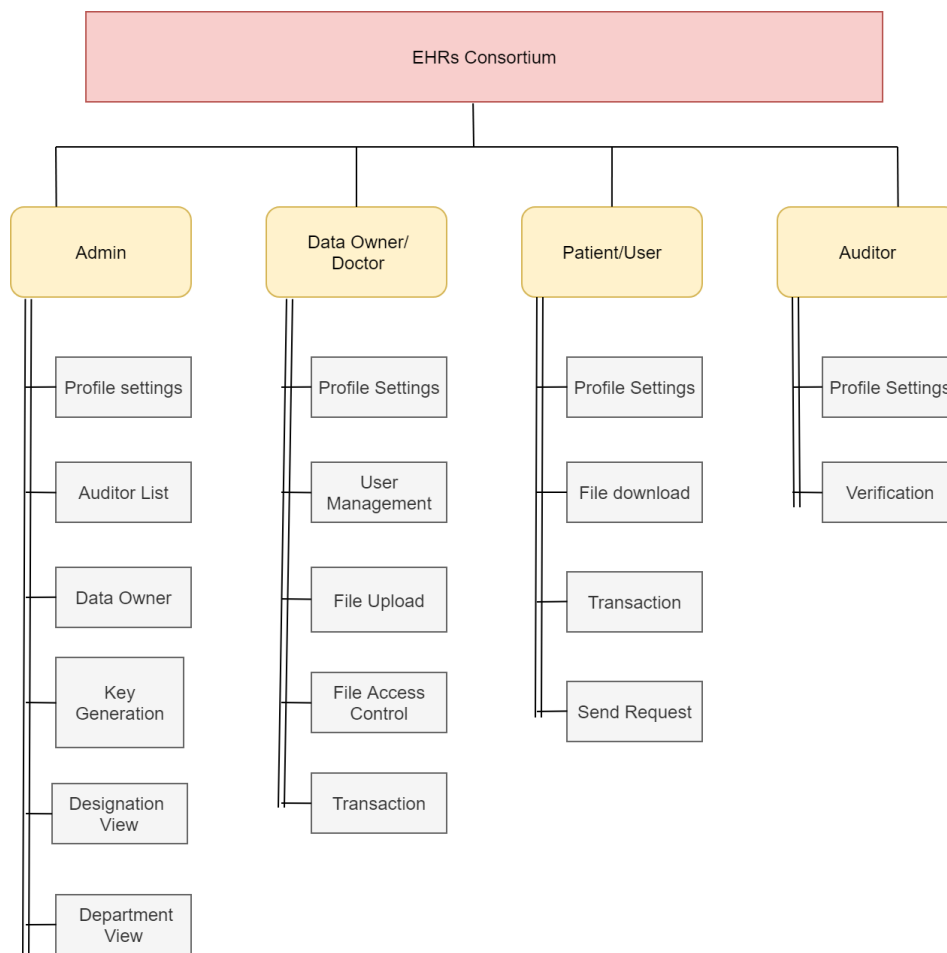 EHRs Consortium
Admin
Data Owner/
Doctor
Patient/User
Auditor
Profile settings
Auditor List
Data Owner
Key
Generation
Designation
View
Department
View
Profile Settings
User
Management
File Upload
File Access
Control
Transaction
Profile Settings
File download
Transaction
Send Request
Profile Settings
Verification